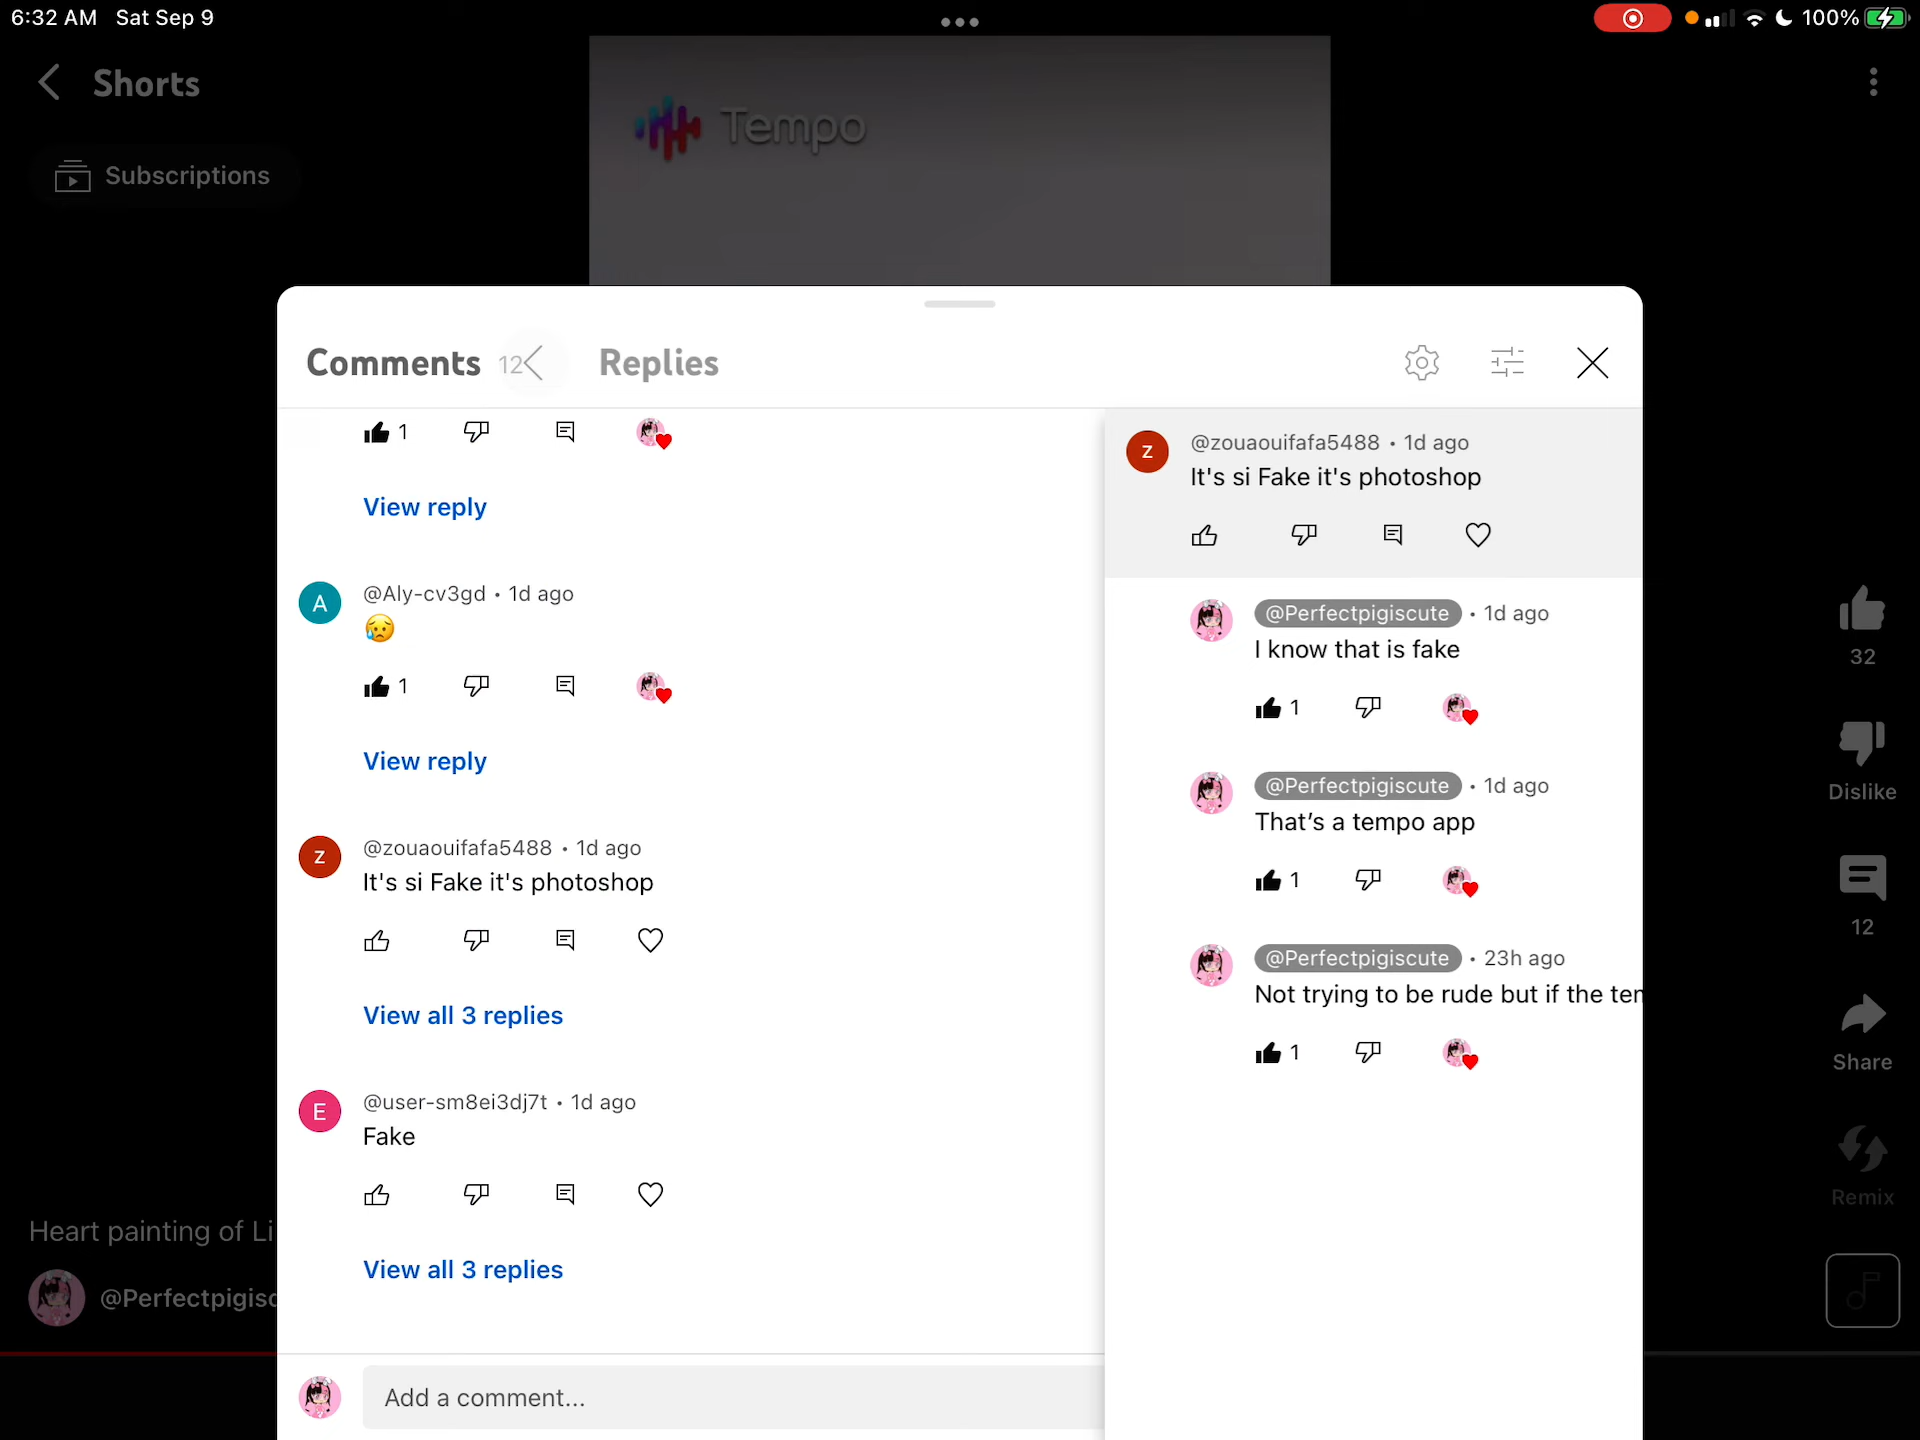 6:32 AM Sat Sep 9
100%
Shorts
Tempo
Subscriptions
Comments 12
Replies
1
View reply
@Aly-cv3gd • 1d ago
😥
1
View reply
@zouaouifafa5488 • 1d ago
It's si Fake it's photoshop
View all 3 replies
@user-sm8ei3dj7t • 1d ago
Fake
View all 3 replies
Add a comment...
@zouaouifafa5488 • 1d ago
It's si Fake it's photoshop
@Perfectpigiscute • 1d ago
I know that is fake
1
@Perfectpigiscute • 1d ago
That’s a tempo app
1
@Perfectpigiscute • 23h ago
Not trying to be rude but if the ten
1
32
Dislike
12
Share
Remix
Heart painting of Li
@Perfectpigisc
A
Z
E
Z